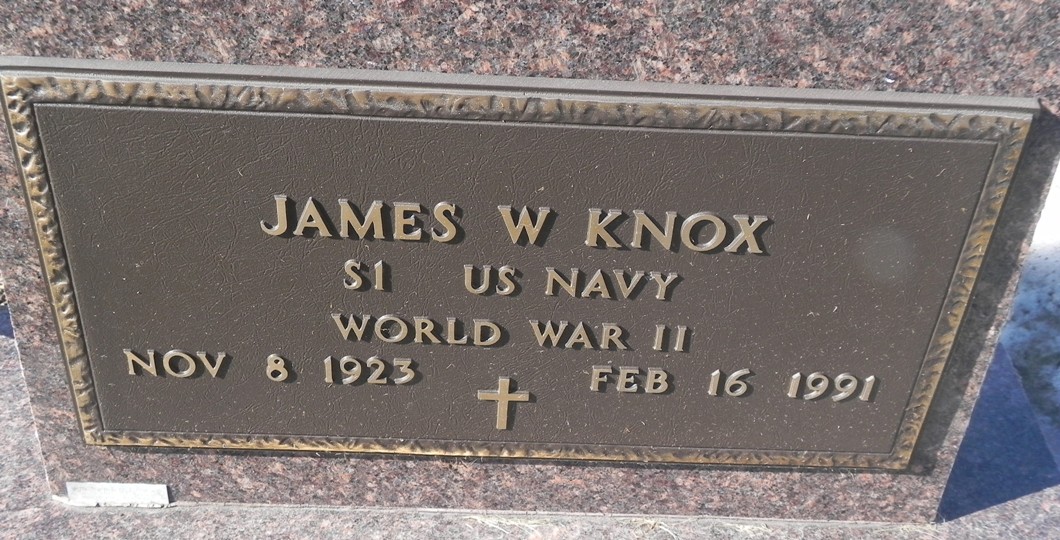 JAMES W KNOX
S1 US NAVY
WORLD WAR II
NOV 8 1923 FEB 16 1991